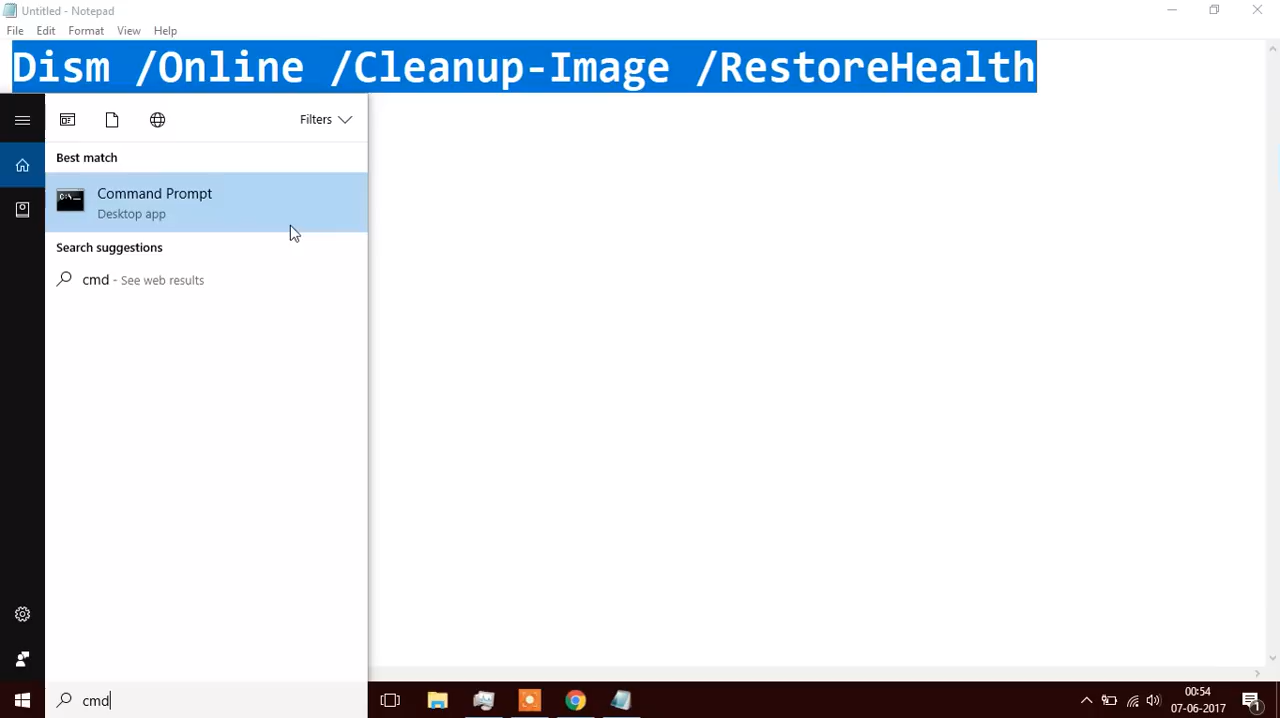 Untitled - Notepad
File Edit Format View Help
Dism /Online /Cleanup-Image /RestoreHealth
Filters
Best match
Command Prompt
Desktop app
Search suggestions
cmd - See web results
cmd
00:54
07-06-2017
1